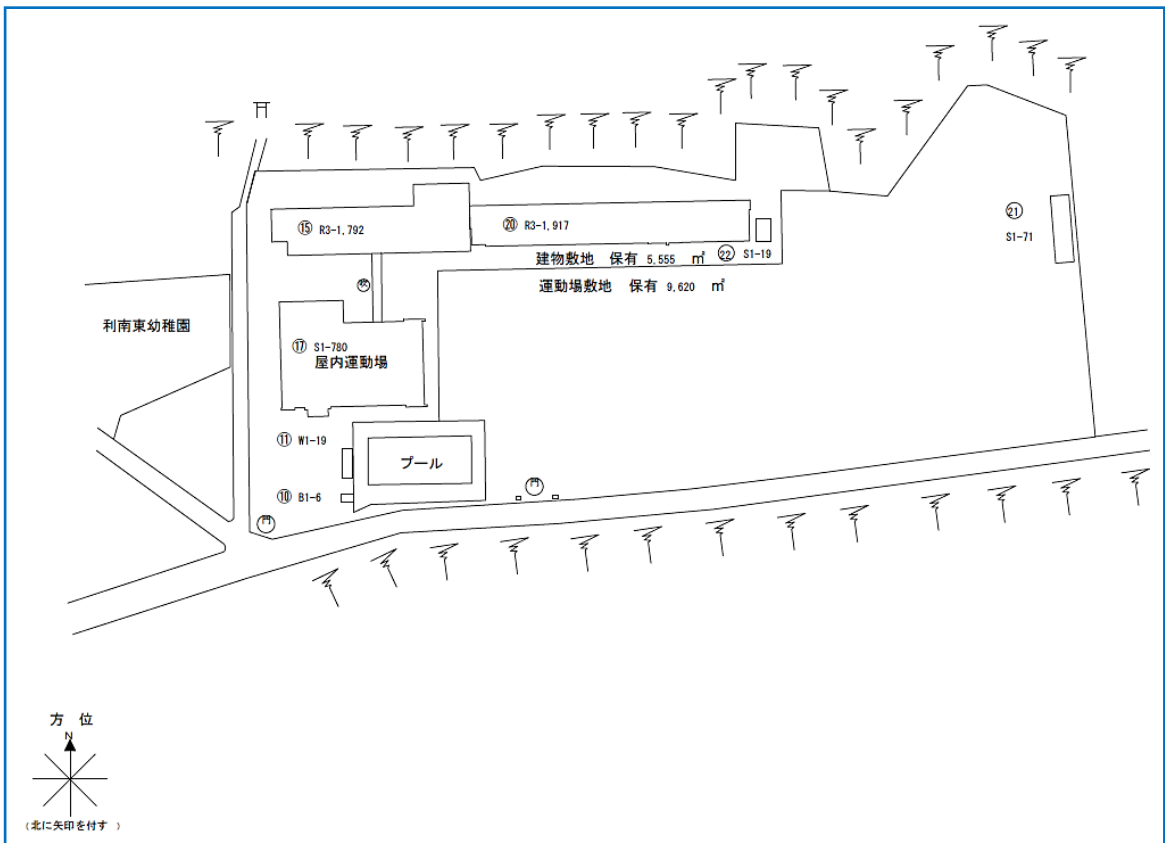 ⑮ R3-1,792
⑳ R3-1,917
㉑
S1-71
建物敷地 保有 5,555 ㎡
㉒ S1-19
運動場敷地 保有 9,620 ㎡
利南東幼稚園
⑰ S1-780
屋内運動場
⑪ W1-19
プール
⑩ B1-6
門
門
方 位
N
(北に矢印を付す )